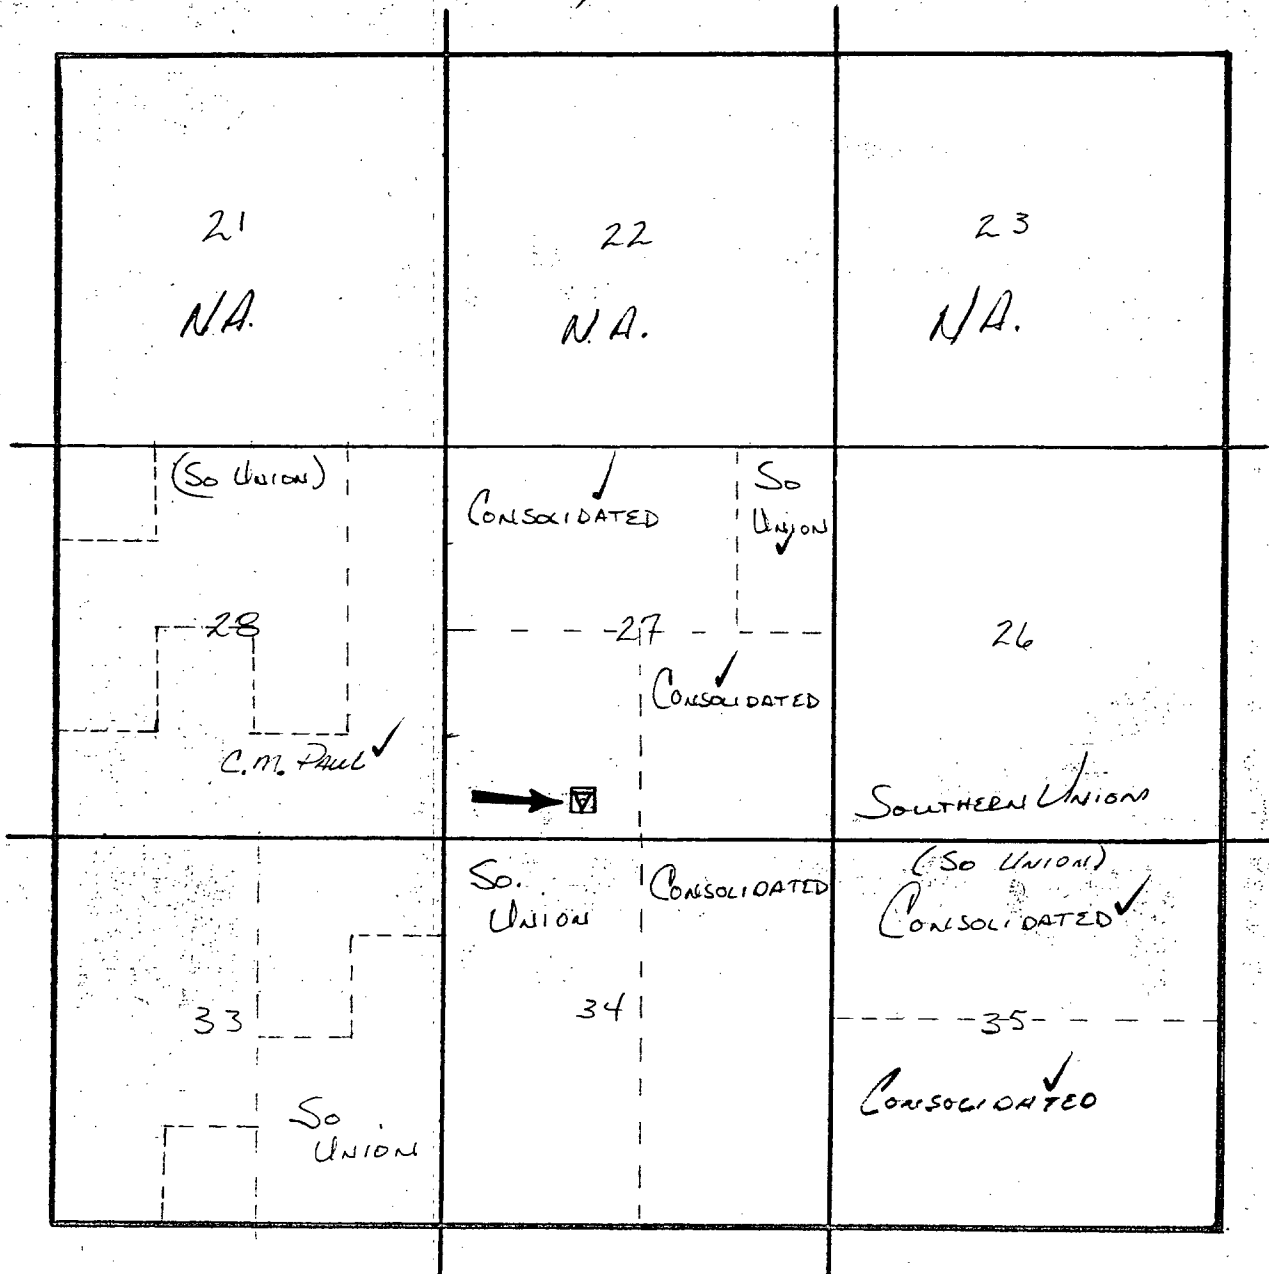 21
N.A.
22
N.A.
23
N.A.
(So Union)
28
C.M. Paul ✓
Consolidated ✓
So
Union ✓
27
Consolidated ✓
26
Southern Union ✓
33
So
Union
So.
Union
Consolidated
34
(So Union)
Consolidated ✓
35
Consolidated ✓